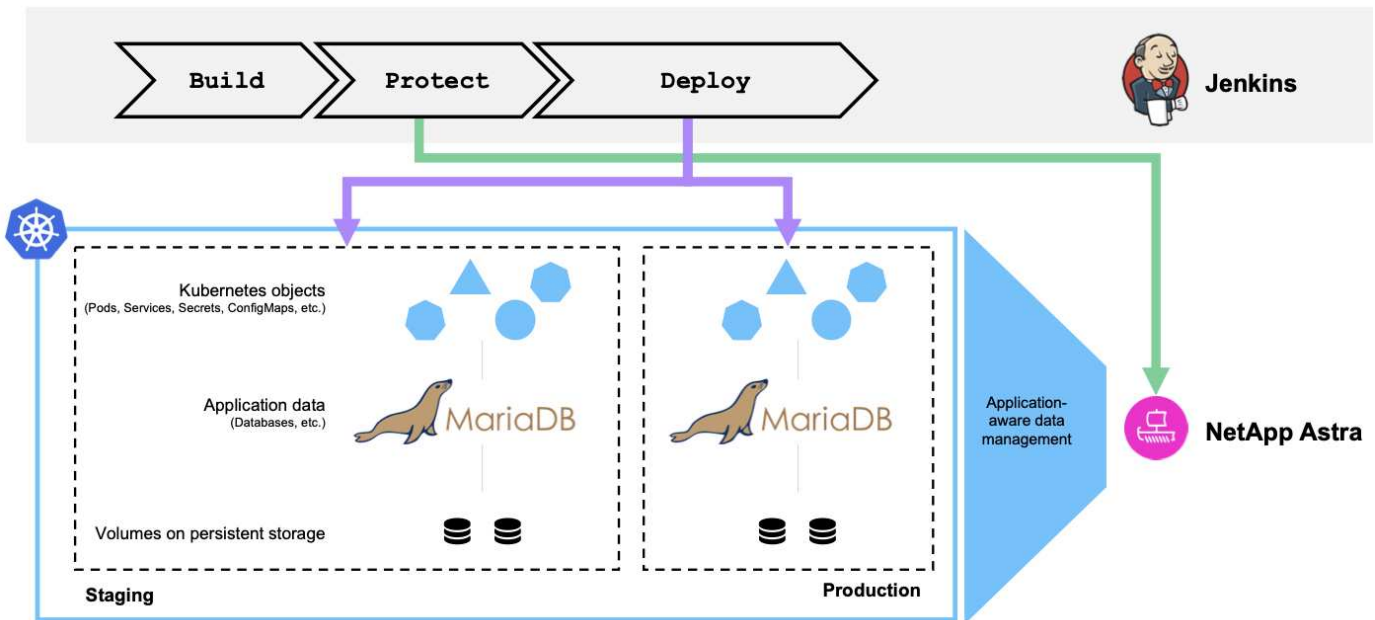 Build
Protect
Deploy
Jenkins
Kubernetes objects
(Pods, Services, Secrets, ConfigMaps, etc.)
Application data
(Databases, etc.)
MariaDB
MariaDB
Application-
aware data
management
NetApp Astra
Volumes on persistent storage
Staging
Production